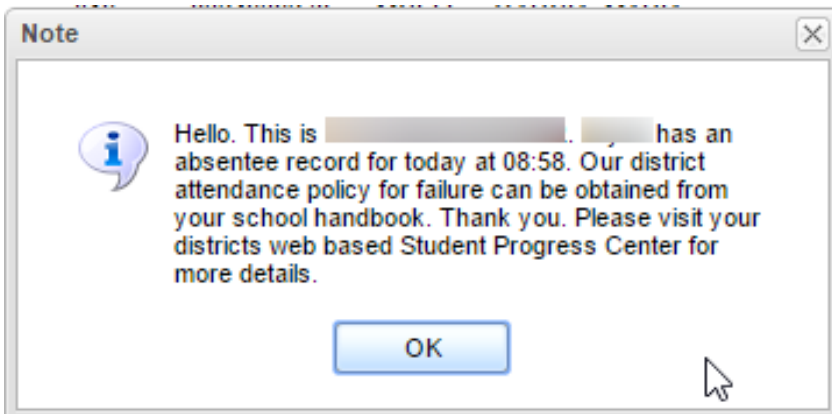 Note
Hello. This is . has an
absentee record for today at 08:58. Our district
attendance policy for failure can be obtained from
your school handbook. Thank you. Please visit your
districts web based Student Progress Center for
more details.
OK